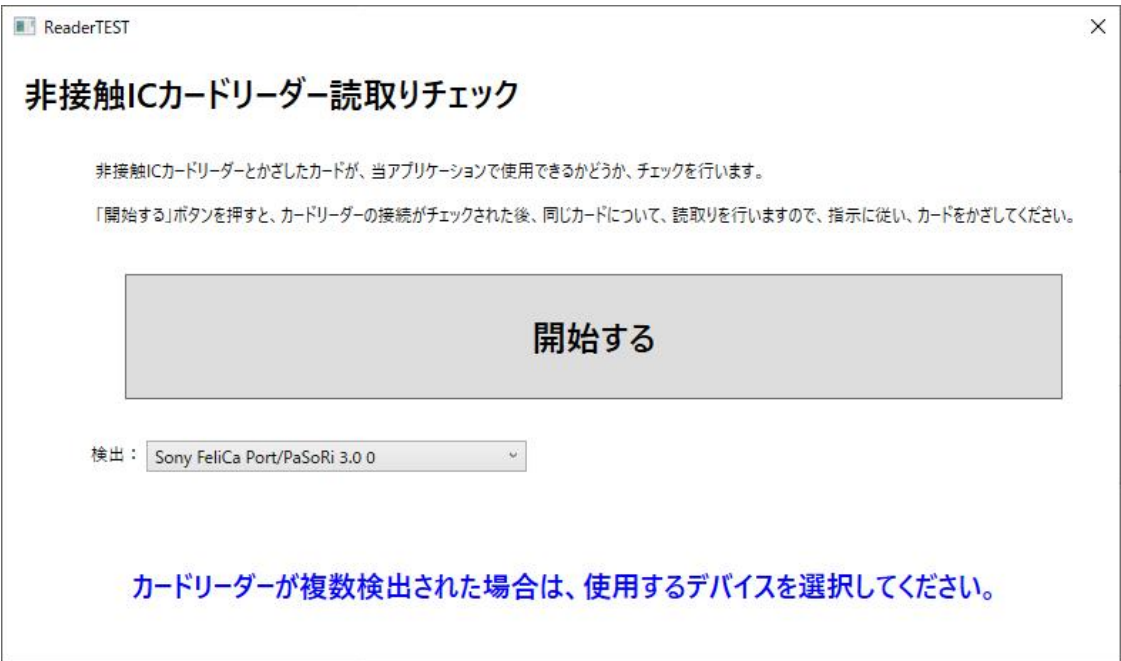 ReaderTEST
非接触ICカードリーダー読取りチェック
非接触ICカードリーダーとかざしたカードが、当アプリケーションで使用できるかどうか、チェックを行います。
「開始する」ボタンを押すと、カードリーダーの接続がチェックされた後、同じカードについて、読取りを行いますので、指示に従い、カードをかざしてください。
開始する
検出： Sony FeliCa Port/PaSoRi 3.0 0
カードリーダーが複数検出された場合は、使用するデバイスを選択してください。